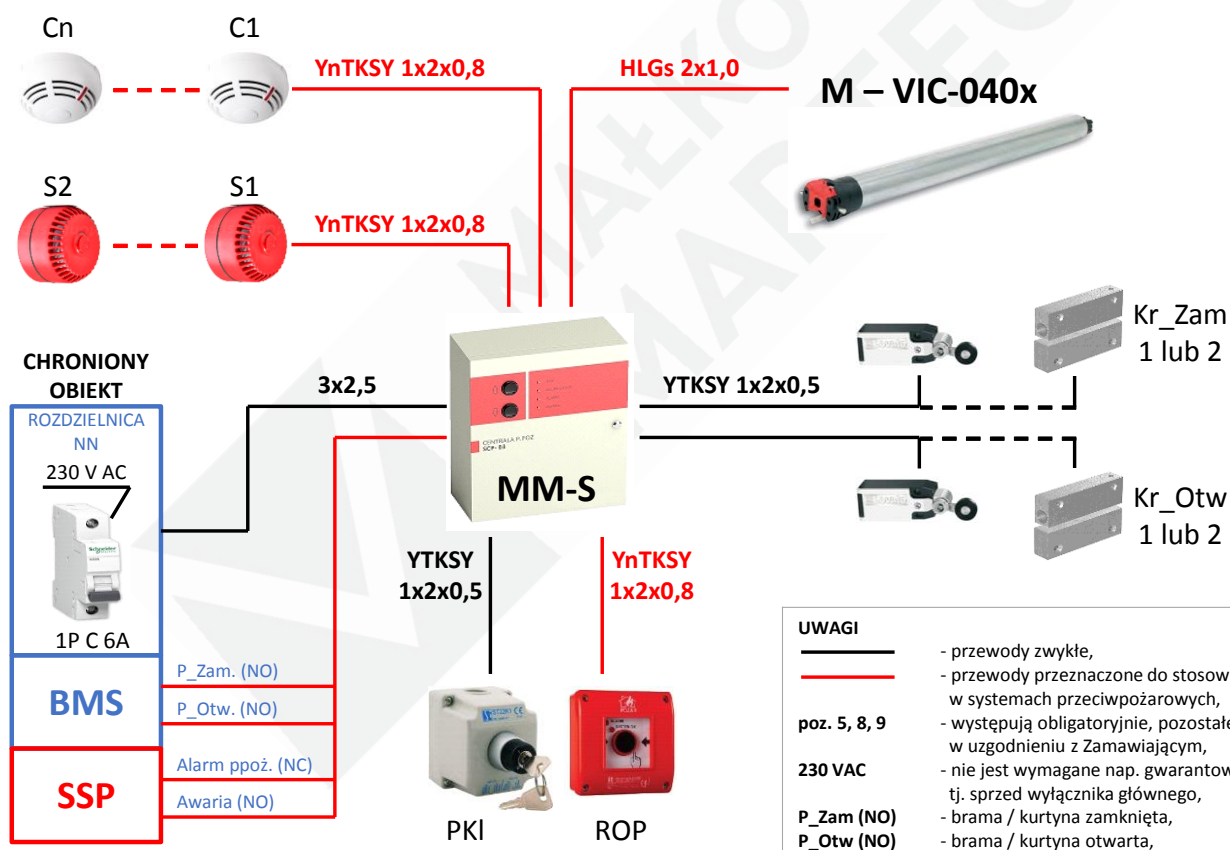 Cn
C1
YnTKSY 1x2x0,8
HLGs 2x1,0
M – VIC-040x
S2
S1
YnTKSY 1x2x0,8
Kr_Zam
1 lub 2
CHRONIONY
OBIEKT
3x2,5
YTKSY 1x2x0,5
ROZDZIELNICA
NN
230 V AC
CENTRALA P.POŻ
MM-S
Kr_Otw
1 lub 2
Schneider
1P C 6A
YTKSY
1x2x0,5
YnTKSY
1x2x0,8
BMS
P_Zam. (NO)
P_Otw. (NO)
SSP
Alarm ppoż. (NC)
Awaria (NO)
PKl
ROP
UWAGI
- przewody zwykłe,
- przewody przeznaczone do stosow
w systemach przeciwpożarowych,
poz. 5, 8, 9 - występują obligatoryjnie, pozostałe
w uzgodnieniu z Zamawiającym,
230 VAC - nie jest wymagane nap. gwarantow
tj. sprzed wyłącznika głównego,
P_Zam (NO) - brama / kurtyna zamknięta,
P_Otw (NO) - brama / kurtyna otwarta,